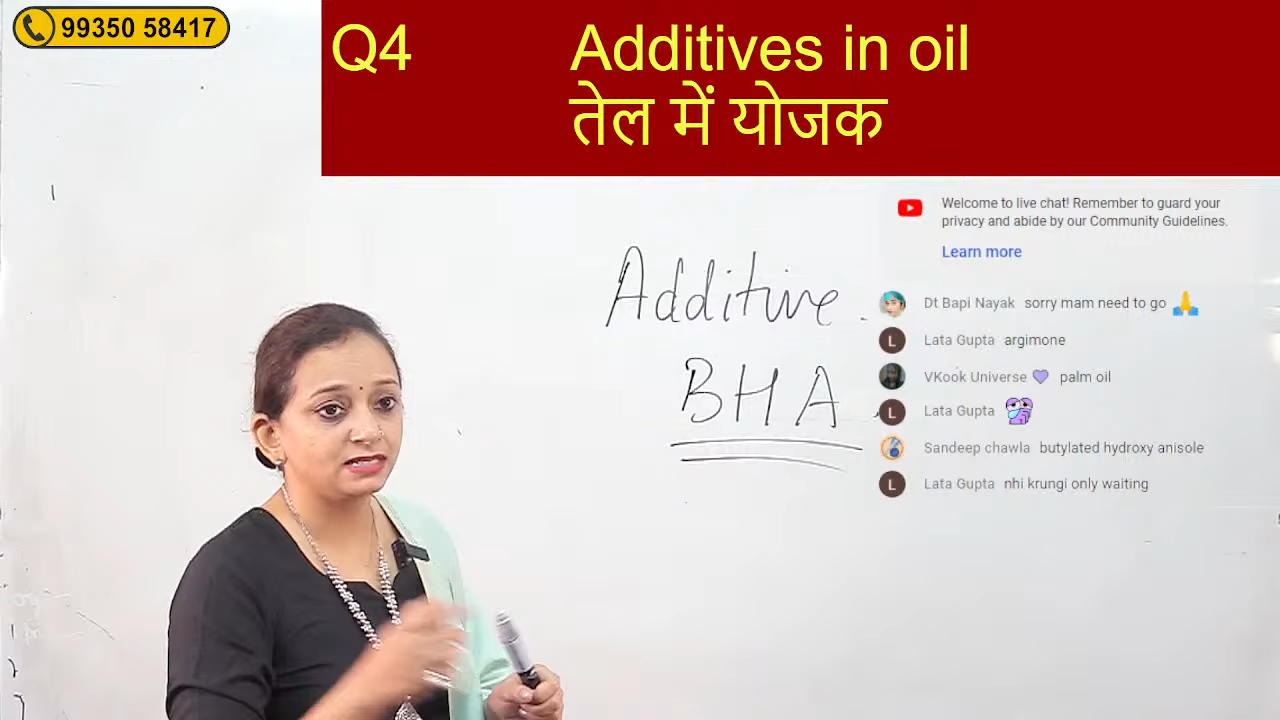 99350 58417
Q4 Additives in oil
तेल में योजक
Additive.
BHA
Welcome to live chat! Remember to guard your
privacy and abide by our Community Guidelines.
Learn more
Dt Bapi Nayak sorry mam need to go 🙏
L Lata Gupta argimone
VKook Universe 💜 palm oil
L Lata Gupta
Sandeep chawla butylated hydroxy anisole
L Lata Gupta nhi krungi only waiting